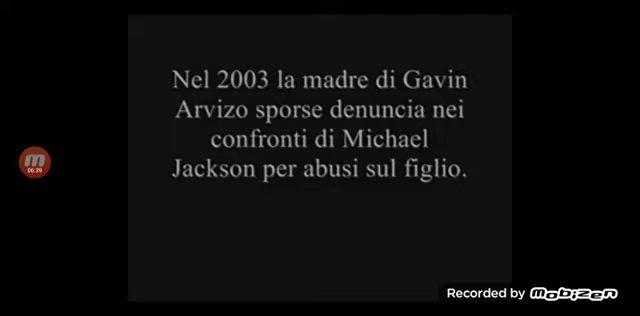 Nel 2003 la madre di Gavin
Arvizo sporse denuncia nei
confronti di Michael
Jackson per abusi sul figlio.
m
06:39
Recorded by mobizen